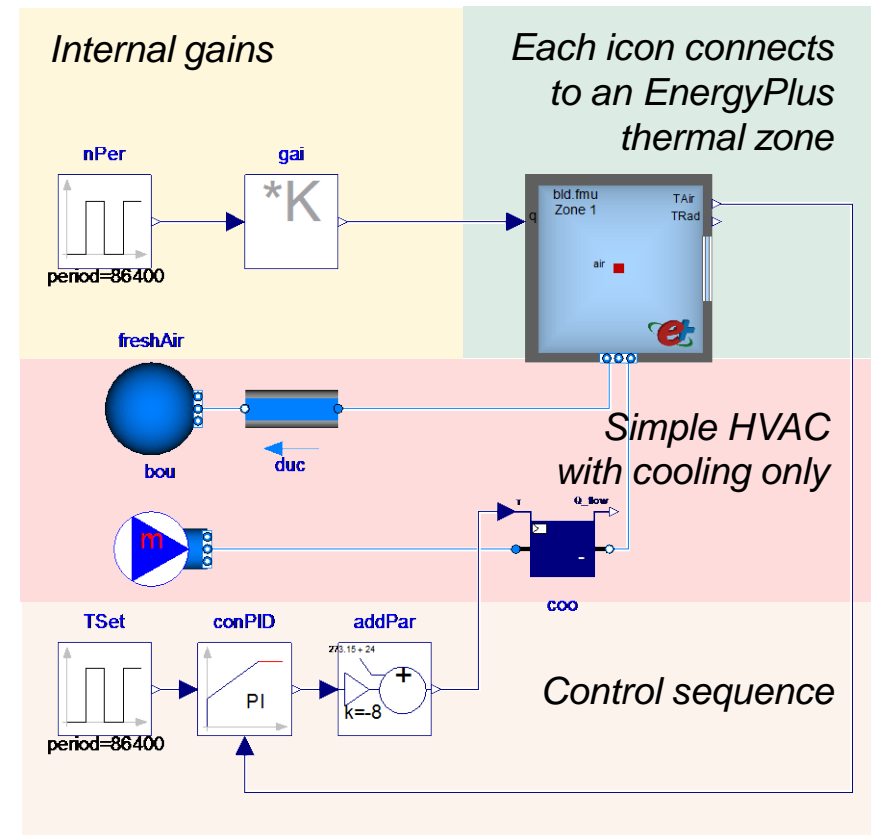 Internal gains
Each icon connects
to an EnergyPlus
thermal zone
nPer
gai
*K
period=86400
bld.fmu
Zone 1
TAir
TRad
q
air
e+
freshAir
bou
duc
Simple HVAC
with cooling only
m
T
Q_flow
>
-
coo
TSet
conPID
addPar
273.15 + 24
+
PI
k=-8
period=86400
Control sequence